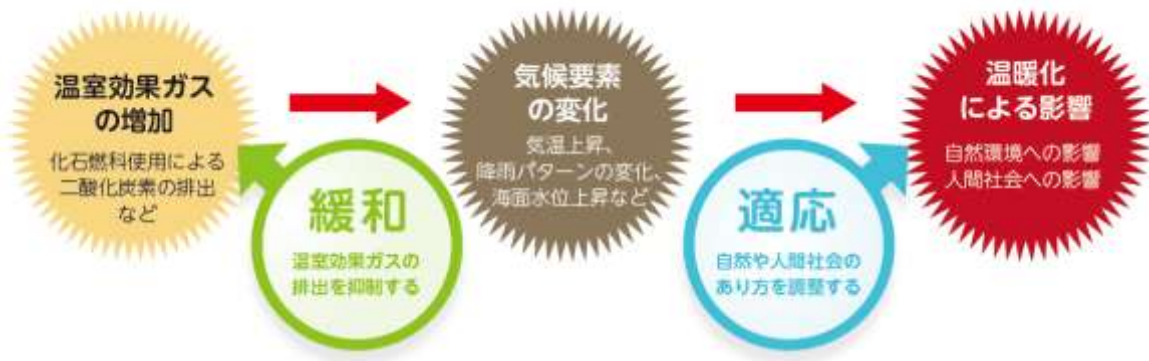 温室効果ガス
の増加
化石燃料使用による
二酸化炭素の排出
など
緩和
温室効果ガスの
排出を抑制する
気候要素
の変化
気温上昇、
降雨パターンの変化、
海面水位上昇など
適応
自然や人間社会の
あり方を調整する
温暖化
による影響
自然環境への影響
人間社会への影響